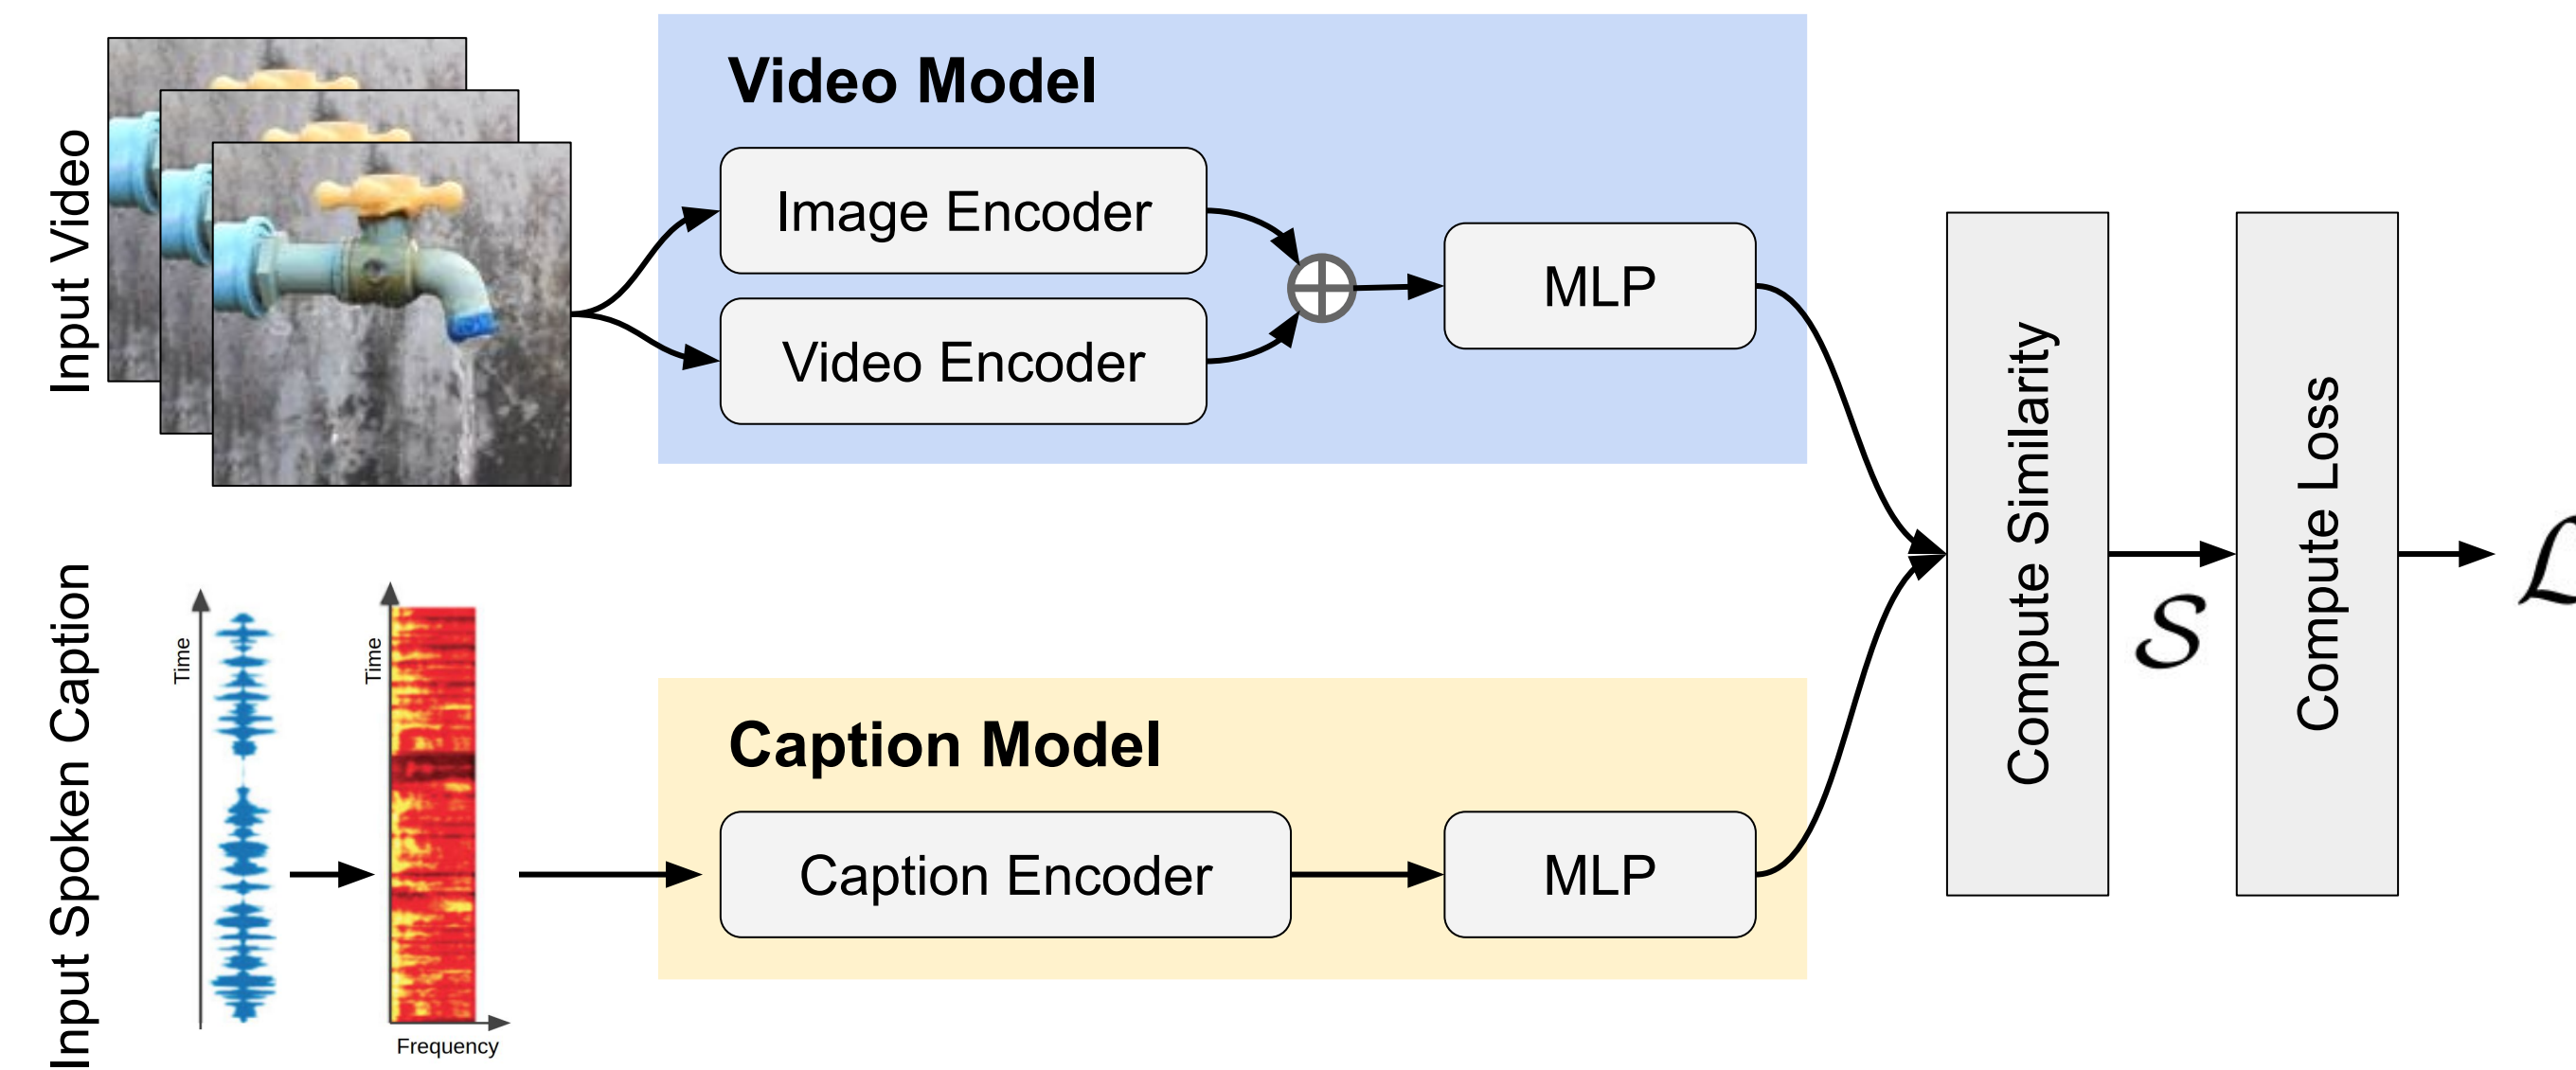 Input Video
Video Model
Image Encoder
Video Encoder
MLP
Input Spoken Caption
Time
Time
Frequency
Caption Model
Caption Encoder
MLP
Compute Similarity
𝒮
Compute Loss
ℒ